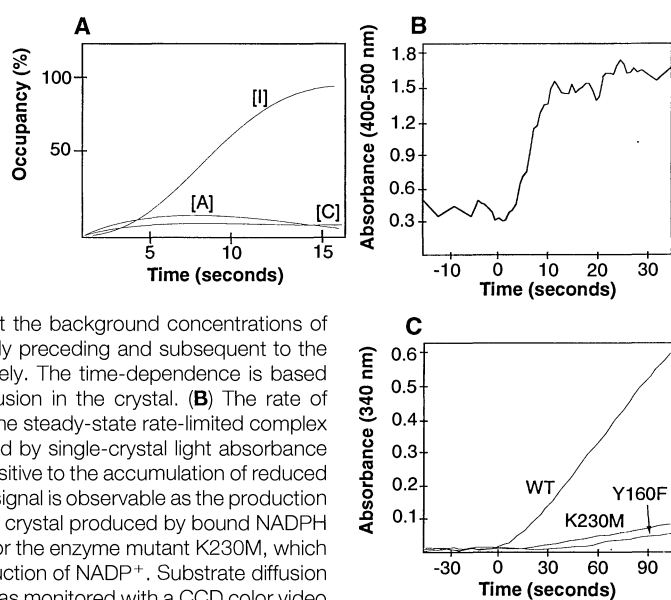 A
Occupancy (%)
100
50
[I]
[A]
[C]
5 10 15
Time (seconds)
B
Absorbance (400-500 nm)
1.8
1.5
1.2
0.9
0.6
0.3
-10 0 10 20 30
Time (seconds)
t the background concentrations of
ly preceding and subsequent to the
ely. The time-dependence is based
usion in the crystal. (B) The rate of
ne steady-state rate-limited complex
d by single-crystal light absorbance
sitive to the accumulation of reduced
signal is observable as the production
crystal produced by bound NADPH
or the enzyme mutant K230M, which
uction of NADP+. Substrate diffusion
as monitored with a CCD color video
C
Absorbance (340 nm)
0.6
0.5
0.4
0.3
0.2
0.1
WT
Y160F
K230M
-30 0 30 60 90
Time (seconds)